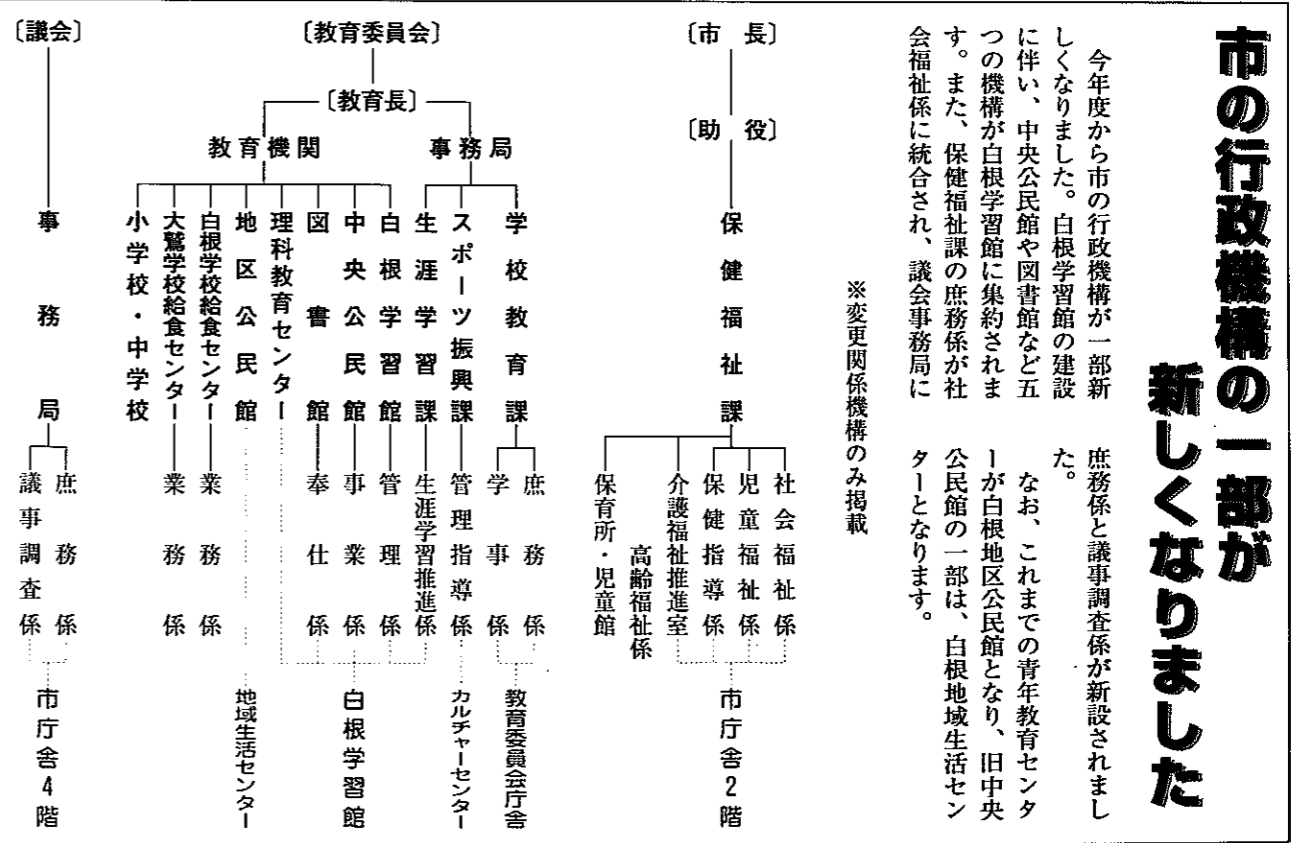 市の行政機構の一部が
新しくなりました
今年度から市の行政機構が一部新
しくなりました。白根学習館の建設
に伴い、中央公民館や図書館など五
つの機構が白根学習館に集約されま
す。また、保健福祉課の庶務係が社
会福祉係に統合され、議会事務局に
庶務係と議事調査係が新設されまし
た。
なお、これまでの青年教育センタ
ーが白根地区公民館となり、旧中央
公民館の一部は、白根地域生活セン
ターとなります。
※変更関係機構のみ掲載
〔市長〕
〔助役〕
保健福祉課
社会福祉係
児童福祉係
保健指導係
介護福祉推進室
高齢福祉係
保育所・児童館
市庁舎2階
〔教育委員会〕
〔教育長〕
事務局
学校教育課
庶務係
学事係
教育委員会庁舎
スポーツ振興課
管理指導係
カルチャーセンター
生涯学習課
生涯学習推進係
教育機関
白根学習館
管理係
中央公民館
事業係
図書館
奉仕係
理科教育センター
白根学習館
地区公民館
地域生活センター
白根学校給食センター
業務係
大鷲学校給食センター
業務係
小学校・中学校
〔議会〕
事務局
庶務係
議事調査係
市庁舎4階